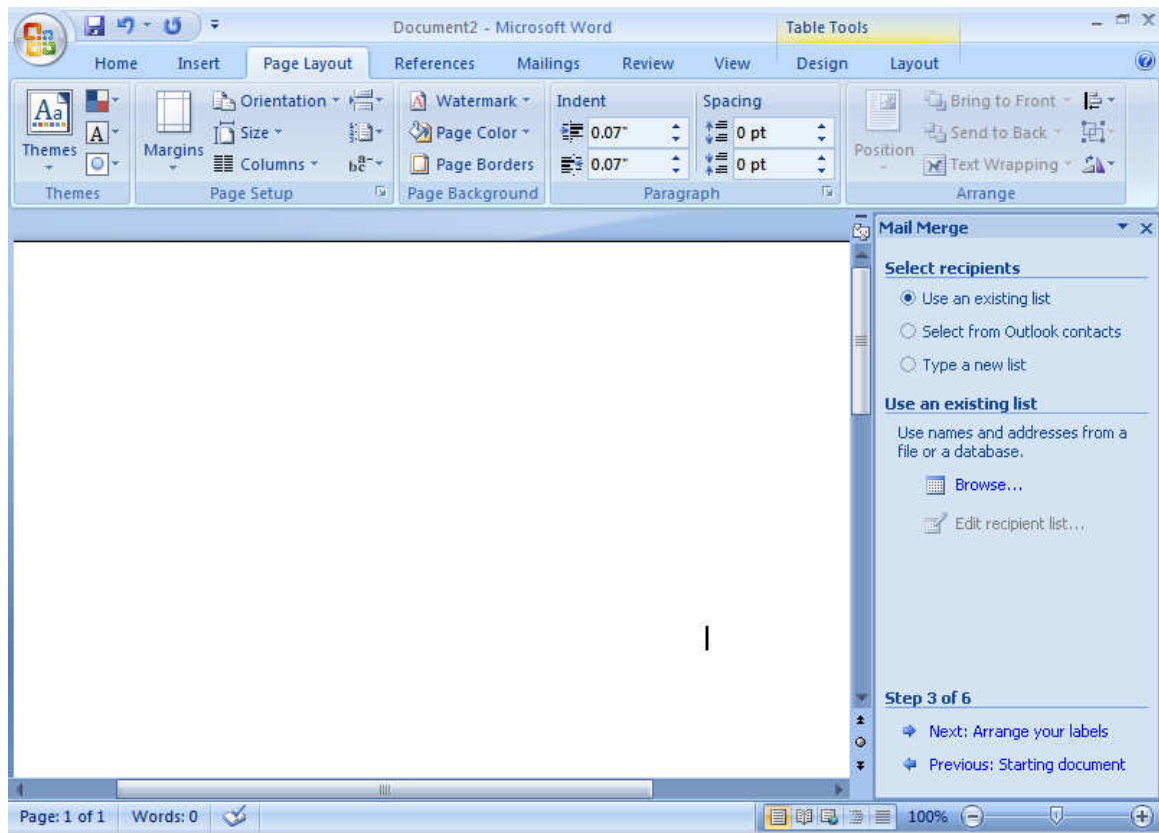 Document2 - Microsoft Word
Table Tools
Home Insert Page Layout References Mailings Review View Design Layout
Aa
Themes
A
Themes
Margins
Orientation
Size
Columns
Page Setup
Watermark
Page Color
Page Borders
Page Background
Indent
0.07"
0.07"
Spacing
0 pt
0 pt
Paragraph
Position
Bring to Front
Send to Back
Text Wrapping
Arrange
Mail Merge
Select recipients
Use an existing list
Select from Outlook contacts
Type a new list
Use an existing list
Use names and addresses from a
file or a database.
Browse...
Edit recipient list...
Step 3 of 6
Next: Arrange your labels
Previous: Starting document
Page: 1 of 1 Words: 0 100%